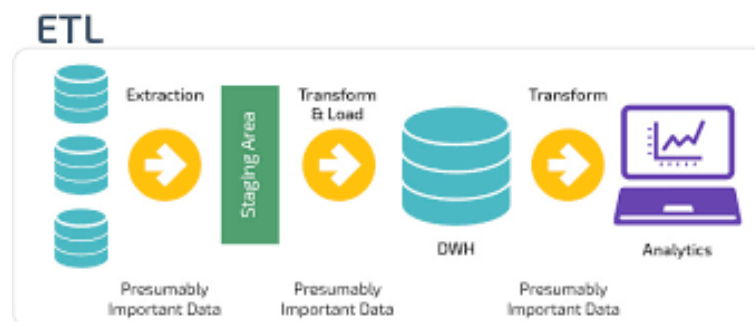 ETL
Extraction
Staging Area
Transform
& Load
Transform
DWH
Analytics
Presumably
Important Data
Presumably
Important Data
Presumably
Important Data